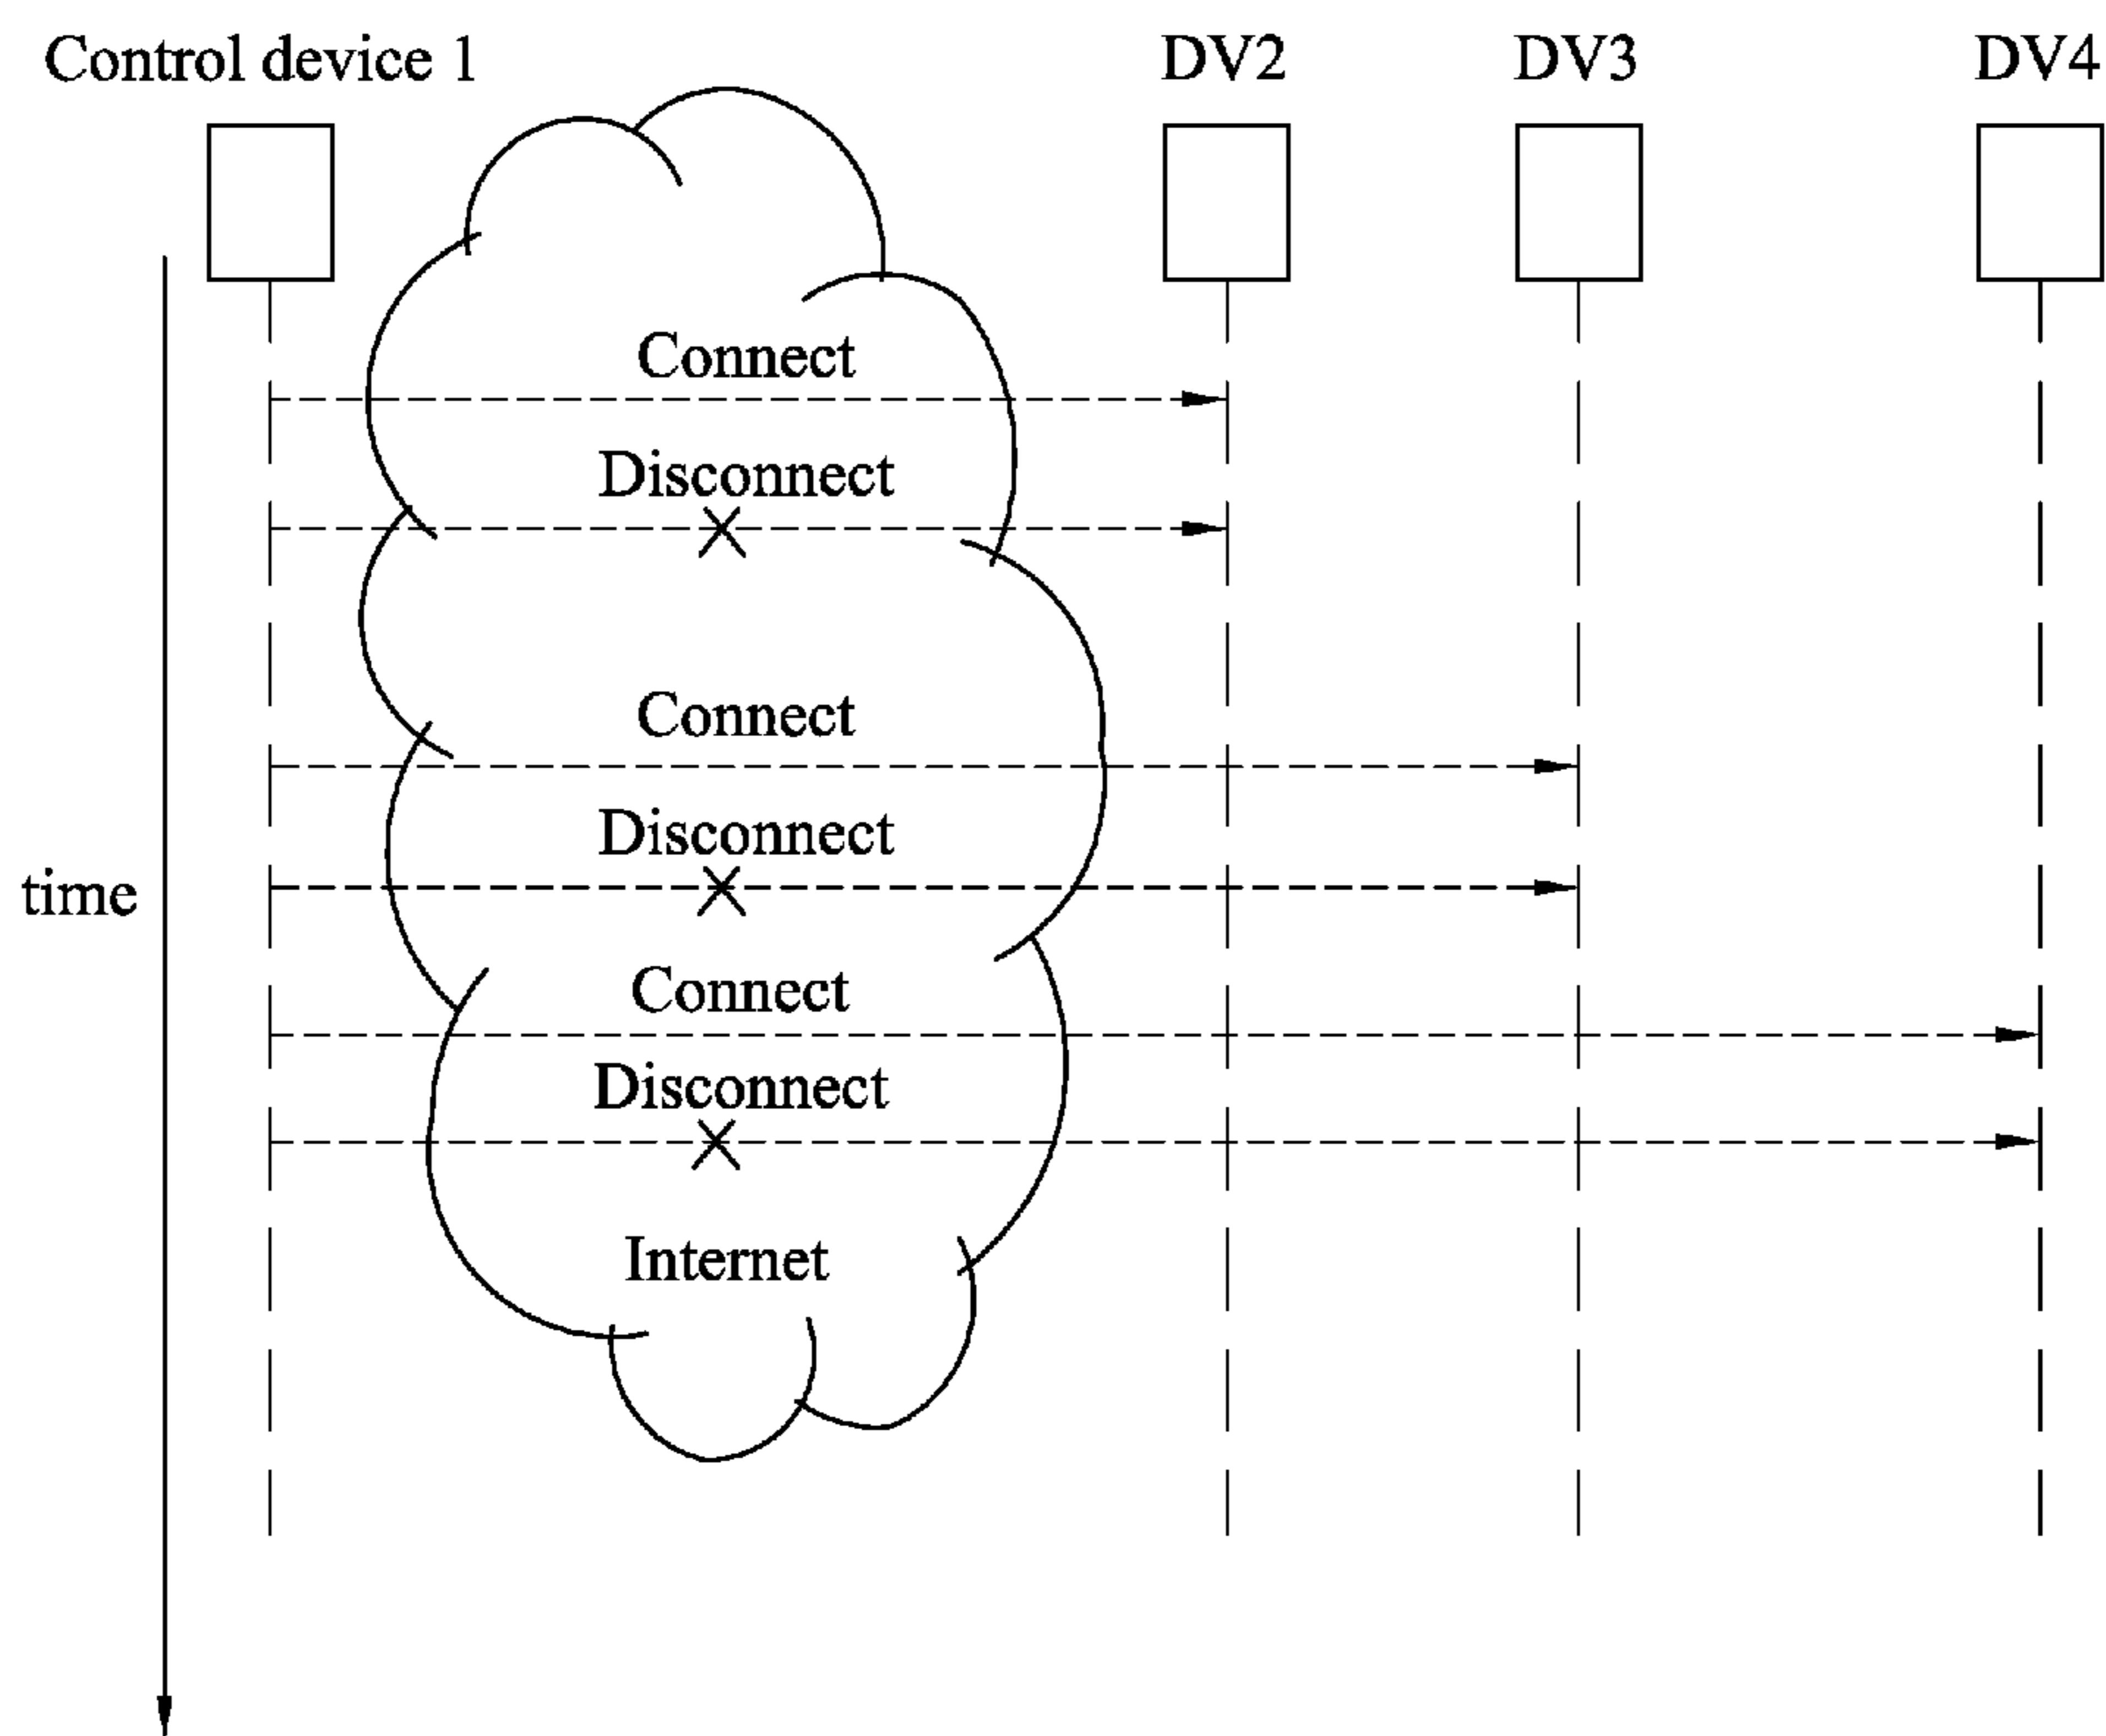 Control device 1
DV2
DV3
DV4
Connect
Disconnect
Connect
Disconnect
time
Connect
Disconnect
Internet